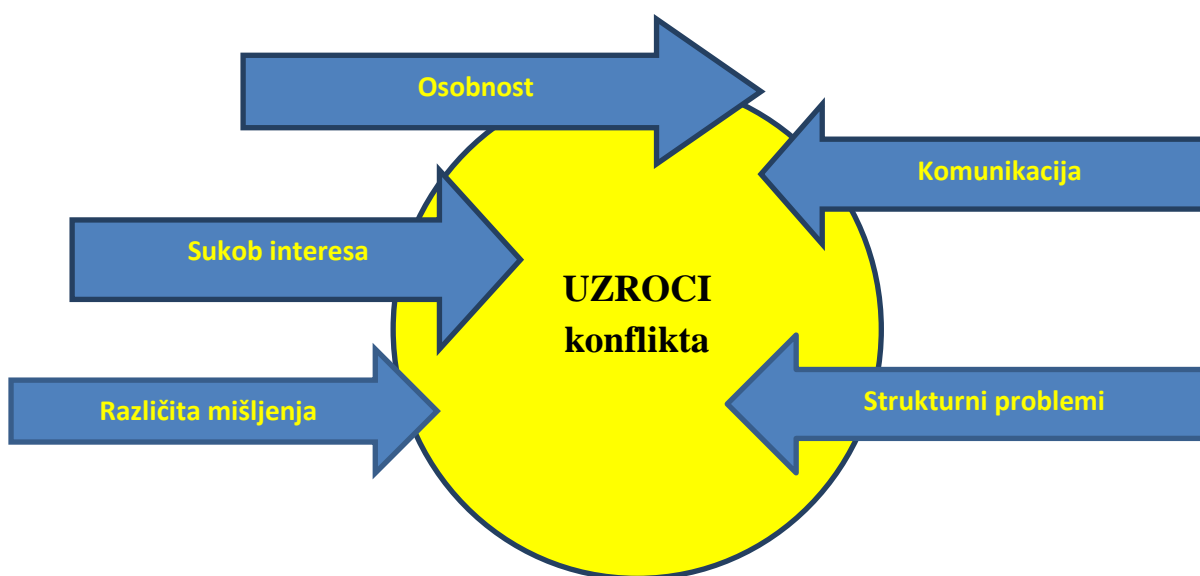 Osobnost
Komunikacija
Sukob interesa
UZROCI
konflikta
Različita mišljenja
Strukturni problemi